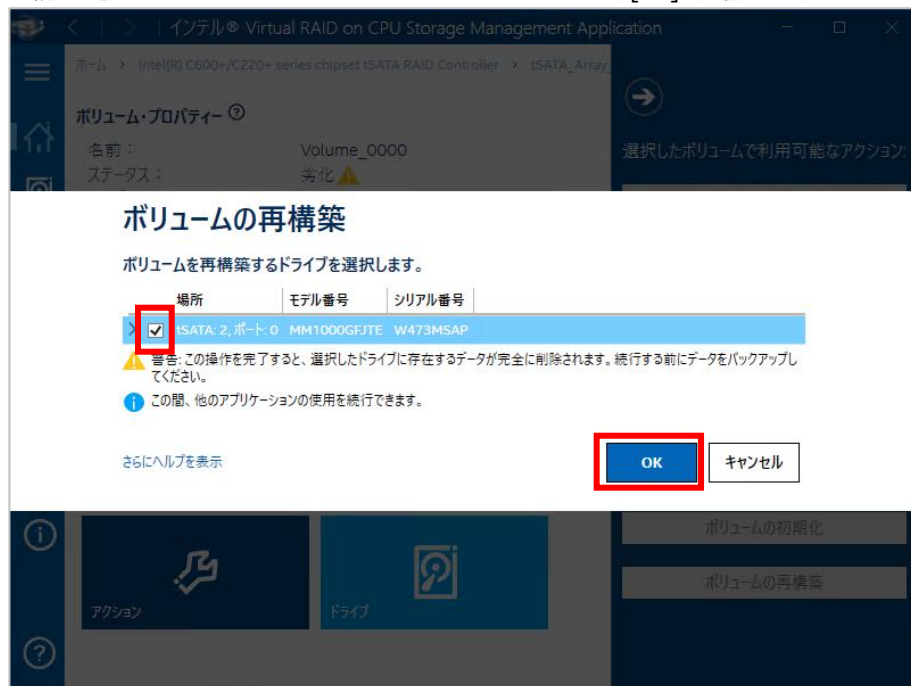 インテル® Virtual RAID on CPU Storage Management Application
ホーム > Intel(R) C600+/C220+ series chipset tSATA RAID Controller > tSATA_Array_
ボリューム・プロパティー ?
名前： Volume_0000
選択したボリュームで利用可能なアクション:
ステータス： 劣化
ボリュームの再構築
ボリュームを再構築するドライブを選択します。
場所 モデル番号 シリアル番号
tSATA: 2, ポート: 0 MM1000GFJTE W473MSAP
警告: この操作を完了すると、選択したドライブに存在するデータが完全に削除されます。続行する前にデータをバックアップし
てください。
この間、他のアプリケーションの使用を続行できます。
さらにヘルプを表示
OK キャンセル
ボリュームの初期化
ボリュームの再構築
アクション ドライブ